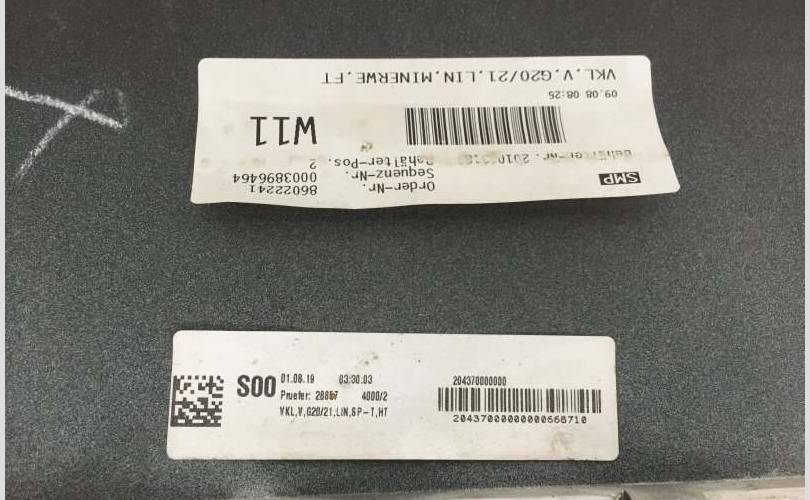 SMP
Order-Nr. 86022241
Sequenz-Nr. 0003896464
Behälter-Pos. 2
W11
09.08 08:25
VKL.V.G20/21.LIN.MINERWE.FT
S00
01.08.19 03:30:03
Pruefer: 4000/2
VKL,V,G20/21,LIN,SP-T,HT
204370000000